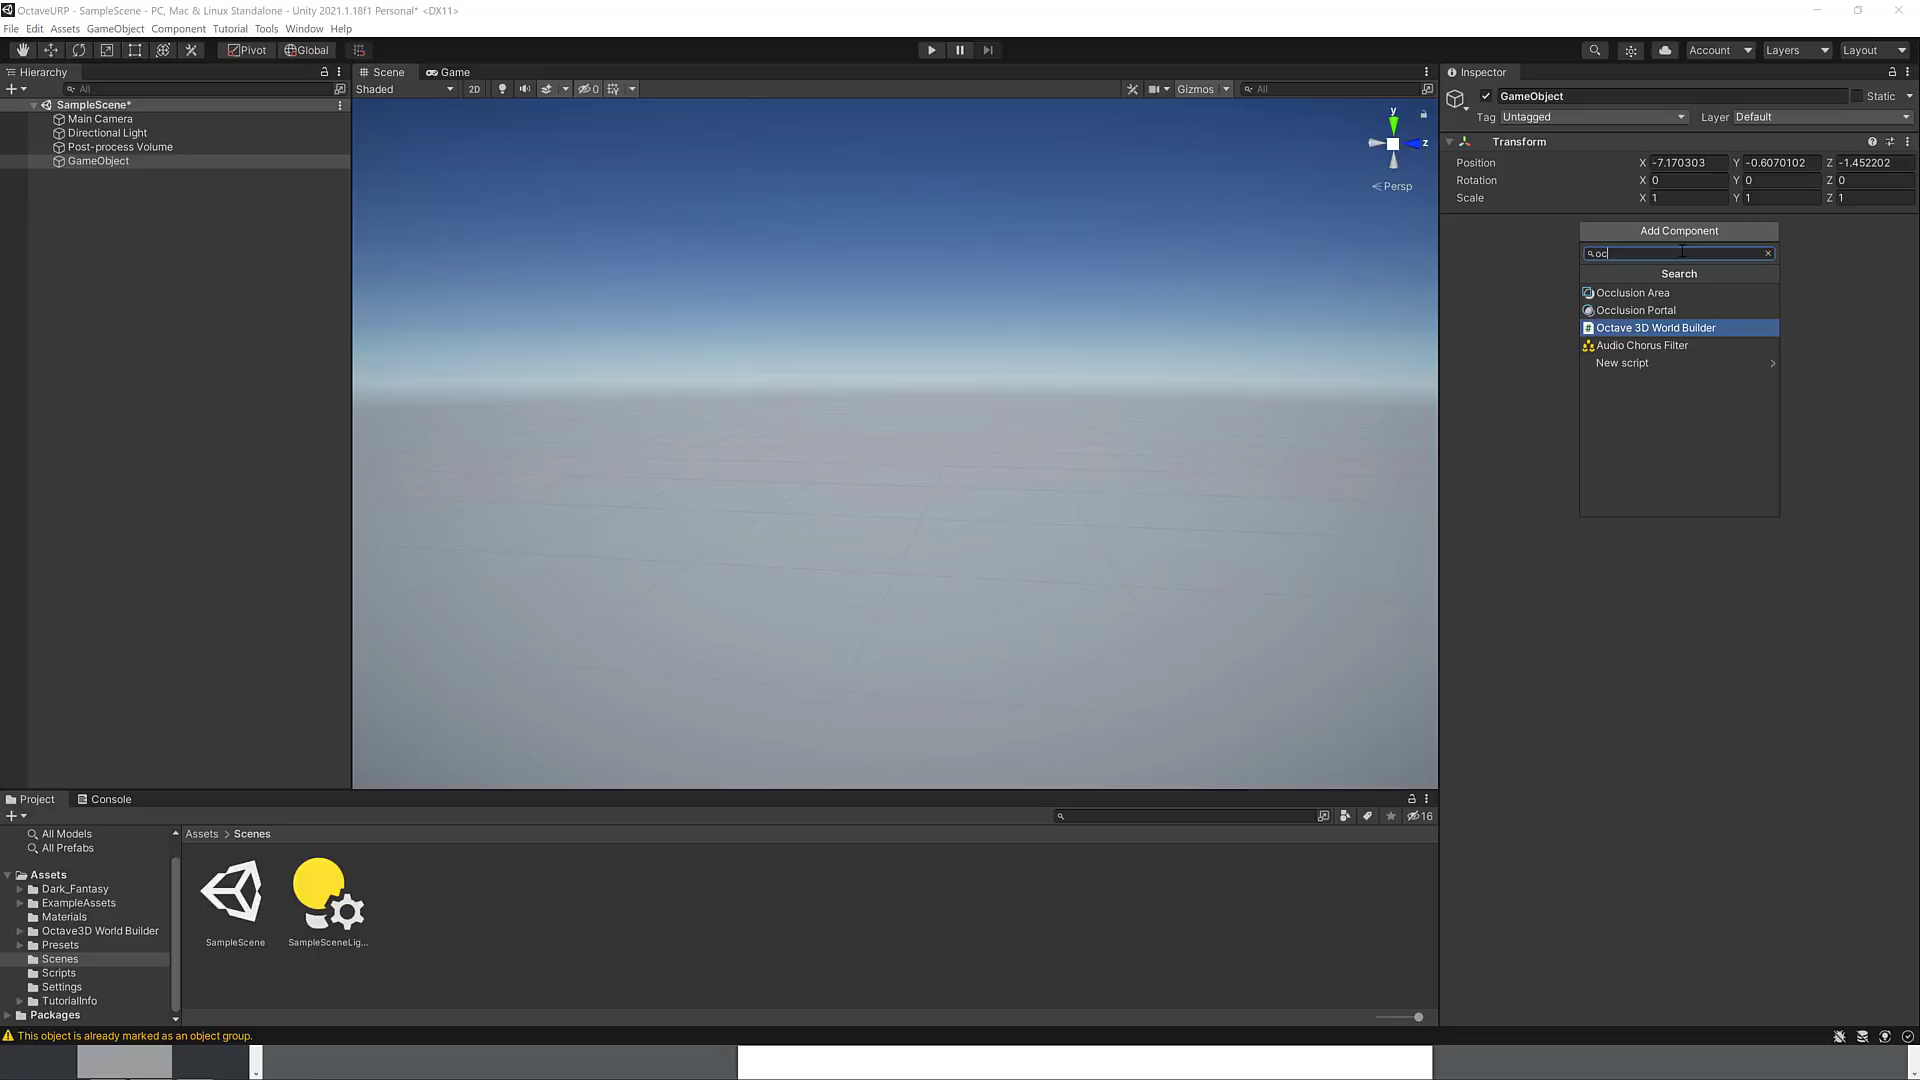 OctaveURP - SampleScene - PC, Mac & Linux Standalone - Unity 2021.1.18f1 Personal* <DX11>
File Edit Assets GameObject Component Tutorial Tools Window Help
Pivot Global Account Layers Layout
Hierarchy
All
SampleScene*
Main Camera
Directional Light
Post-process Volume
GameObject
Scene Game
Shaded 2D 0 Gizmos All
y
z
Persp
Inspector
GameObject Static
Tag Untagged Layer Default
Transform
Position X -7.170303 Y -0.6070102 Z -1.452202
Rotation X 0 Y 0 Z 0
Scale X 1 Y 1 Z 1
Add Component
oc
Search
Occlusion Area
Occlusion Portal
Octave 3D World Builder
Audio Chorus Filter
New script
Project Console
16
All Models
All Prefabs
Assets
Dark_Fantasy
ExampleAssets
Materials
Octave3D World Builder
Presets
Scenes
Scripts
Settings
TutorialInfo
Packages
Assets > Scenes
SampleScene
SampleSceneLig...
This object is already marked as an object group.